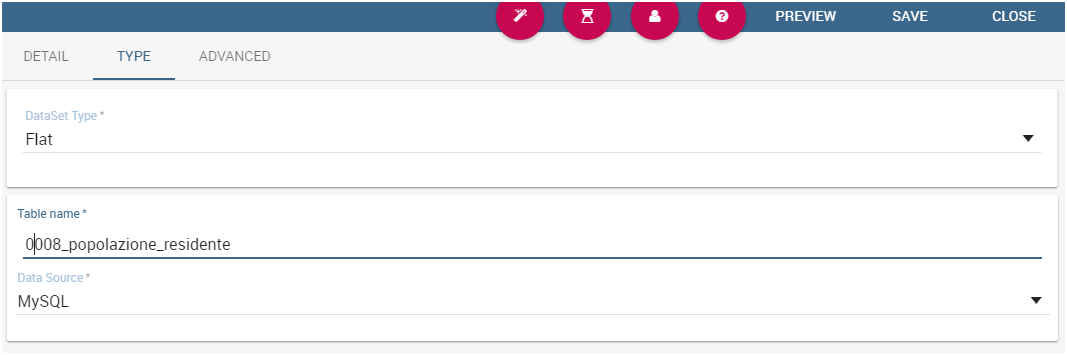 PREVIEW SAVE CLOSE
DETAIL TYPE ADVANCED
DataSet Type *
Flat
Table name *
0008_popolazione_residente
Data Source *
MySQL